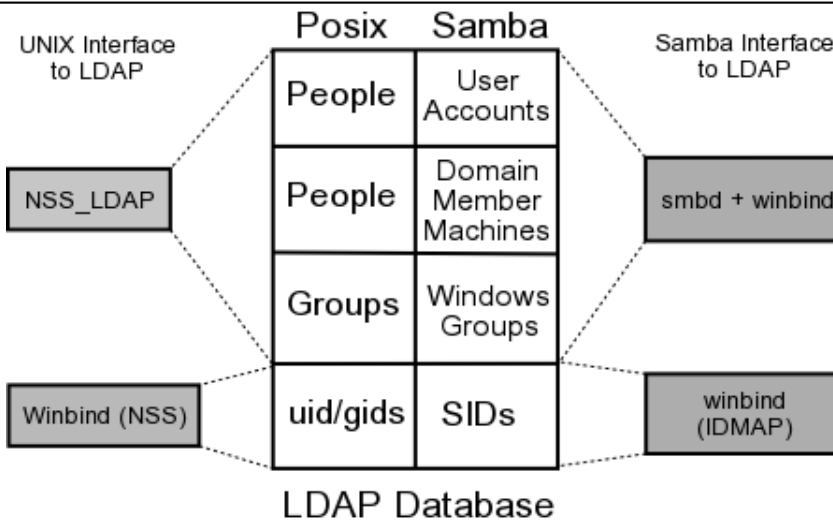 Posix Samba
UNIX Interface
to LDAP
Samba Interface
to LDAP
People
User
Accounts
NSS_LDAP
People
Domain
Member
Machines
smbd + winbind
Groups
Windows
Groups
Winbind (NSS)
uid/gids
SIDs
winbind
(IDMAP)
LDAP Database